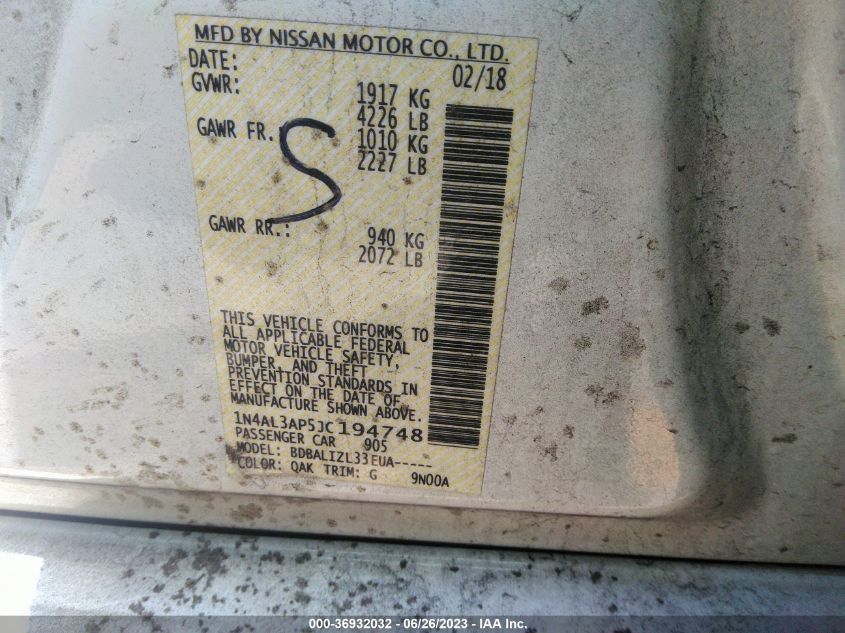 MFD BY NISSAN MOTOR CO., LTD.
DATE: 02/18
GVWR: 1917 KG
4226 LB
GAWR FR.: 1010 KG
2227 LB
S
GAWR RR.: 940 KG
2072 LB
THIS VEHICLE CONFORMS TO
ALL APPLICABLE FEDERAL
MOTOR VEHICLE SAFETY,
BUMPER, AND THEFT
PREVENTION STANDARDS IN
EFFECT ON THE DATE OF
MANUFACTURE SHOWN ABOVE.
1N4AL3AP5JC194748
PASSENGER CAR 905
MODEL: BDBALIZL33EUA-----
COLOR: QAK TRIM: G 9N00A
000-36932032 - 06/26/2023 - IAA Inc.